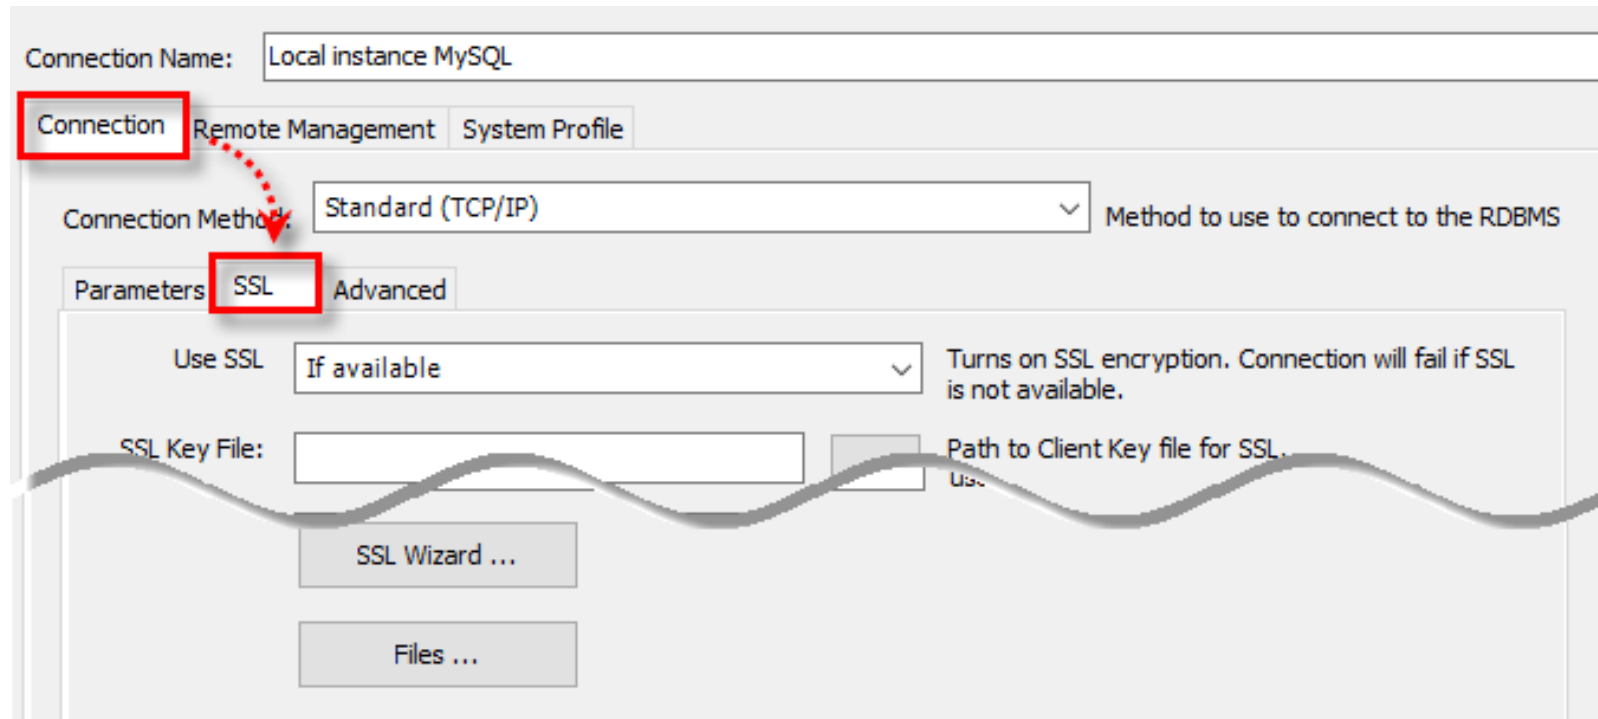 Connection Name: Local instance MySQL
Connection Remote Management System Profile
Connection Method: Standard (TCP/IP) Method to use to connect to the RDBMS
Parameters SSL Advanced
Use SSL If available Turns on SSL encryption. Connection will fail if SSL
is not available.
SSL Key File: Path to Client Key file for SSL.
SSL Wizard ...
Files ...